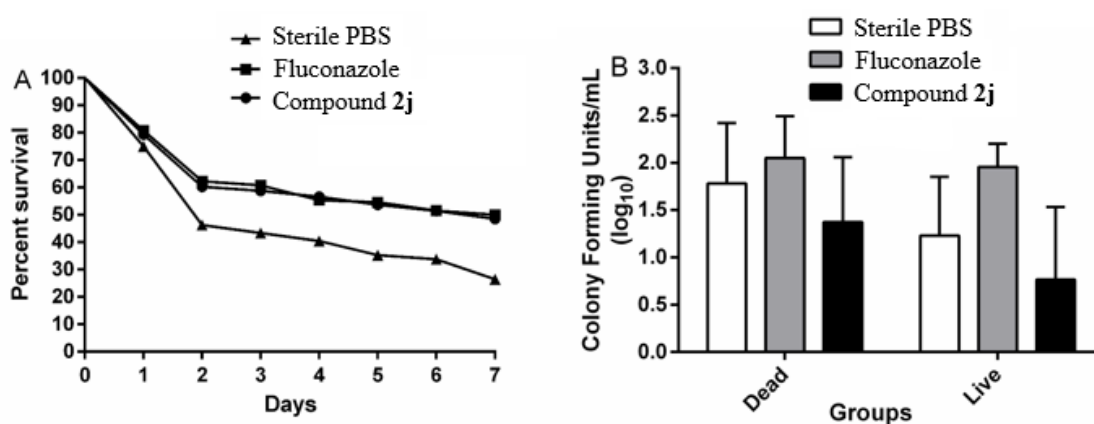 A
Sterile PBS
Fluconazole
Compound 2j
Percent survival
100
90
80
70
60
50
40
30
20
10
0
0 1 2 3 4 5 6 7
Days
B
Sterile PBS
Fluconazole
Compound 2j
Colony Forming Units/mL
(log10)
3.0
2.5
2.0
1.5
1.0
0.5
0.0
Dead Live
Groups